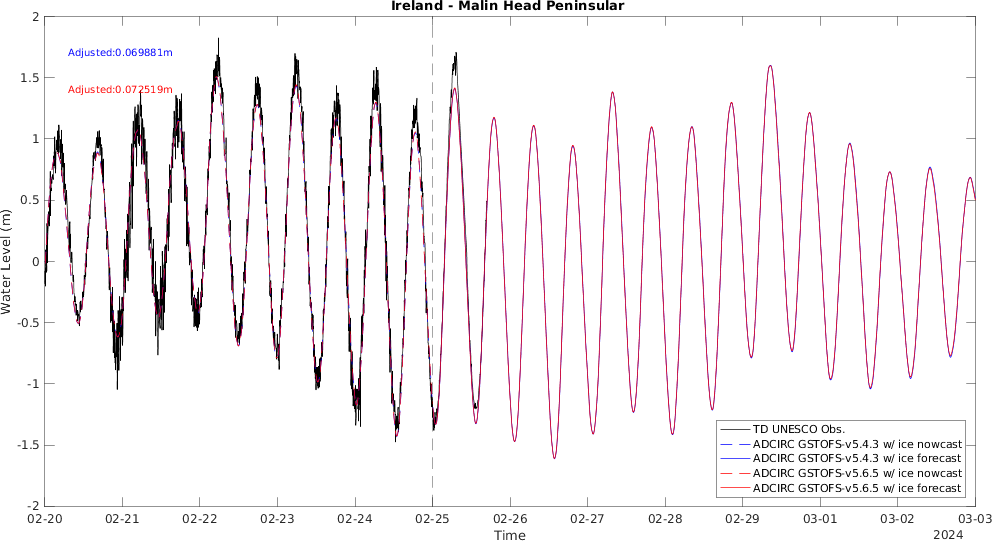 Ireland - Malin Head Peninsular
2
Adjusted:0.069881m
1.5
Adjusted:0.072519m
1
0.5
Water Level (m)
0
-0.5
-1
TD UNESCO Obs.
ADCIRC GSTOFS-v5.4.3 w/ ice nowcast
-1.5
ADCIRC GSTOFS-v5.4.3 w/ ice forecast
ADCIRC GSTOFS-v5.6.5 w/ ice nowcast
ADCIRC GSTOFS-v5.6.5 w/ ice forecast
-2
02-20 02-21 02-22 02-23 02-24 02-25 02-26 02-27 02-28 02-29 03-01 03-02 03-03
Time
2024